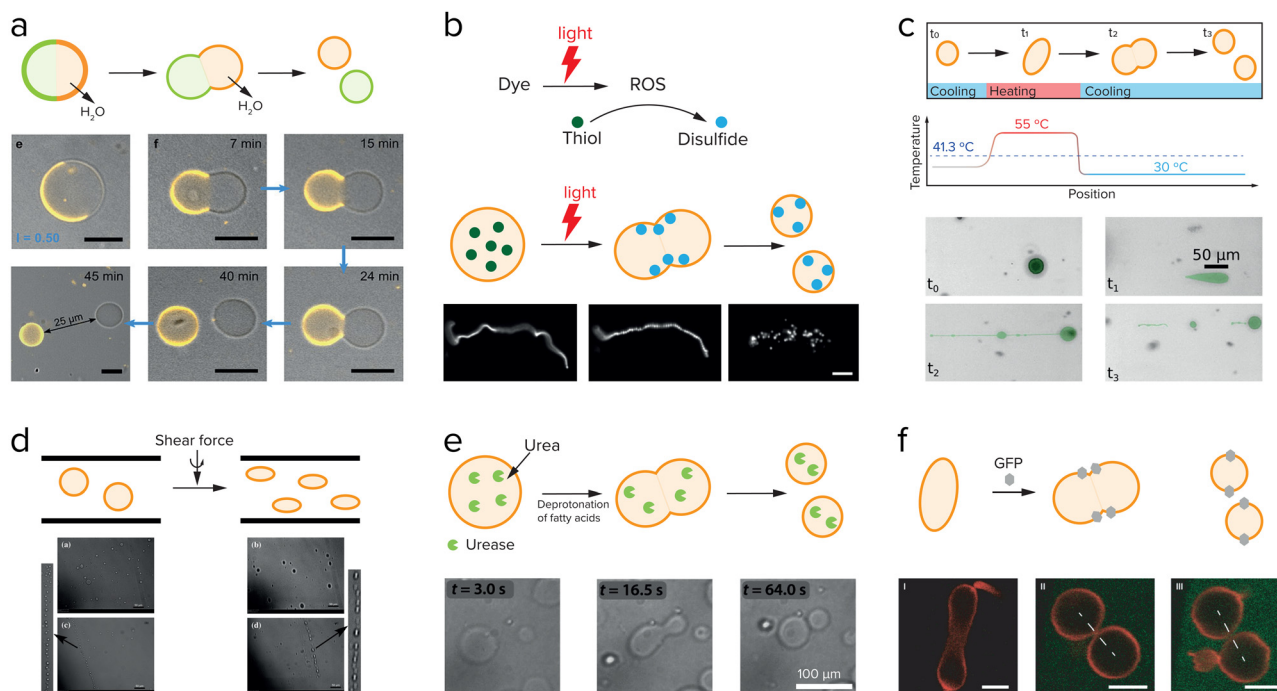 a
H₂O
H₂O
e
I = 0.50
f
7 min
15 min
45 min
25 µm
40 min
24 min
b
light
Dye
ROS
Thiol
Disulfide
light
c
t₀
t₁
t₂
t₃
Cooling
Heating
Cooling
Temperature
41.3 ºC
55 ºC
30 ºC
Position
t₀
t₁
50 µm
t₂
t₃
d
Shear force
(a)
(b)
(c)
(d)
e
Urea
Deprotonation
of fatty acids
Urease
t = 3.0 s
t = 16.5 s
t = 64.0 s
100 µm
f
GFP
I
II
III